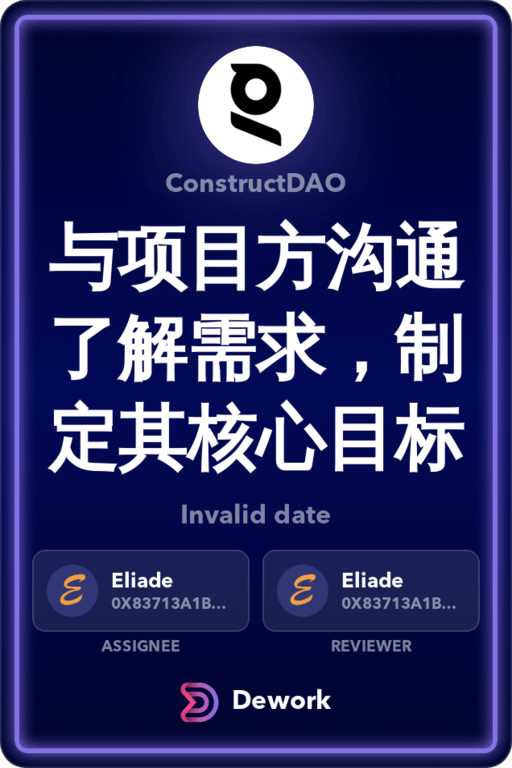 ConstructDAO
与项目方沟通
了解需求，制
定其核心目标
Invalid date
Eliade
0X83713A1B...
Eliade
0X83713A1B...
ASSIGNEE
REVIEWER
Dework